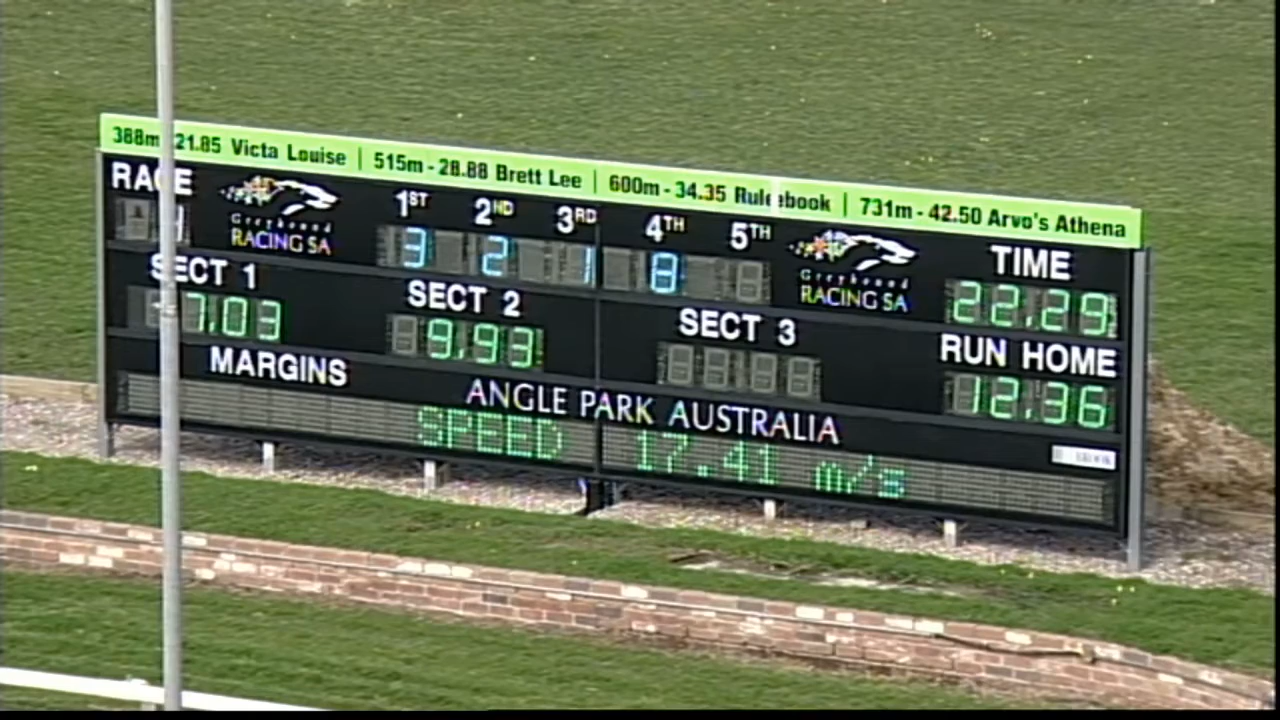 388m - 21.85 Victa Louise | 515m - 28.88 Brett Lee | 600m - 34.35 Rulebook | 731m - 42.50 Arvo's Athena
RACE 1ST 2ND 3RD 4TH 5TH TIME
Greyhound RACING SA 3 2 1 8 Greyhound RACING SA 22.29
SECT 1 SECT 2 SECT 3 RUN HOME
7.03 9.93 12.36
MARGINS ANGLE PARK AUSTRALIA
SPEED 17.41 m/s